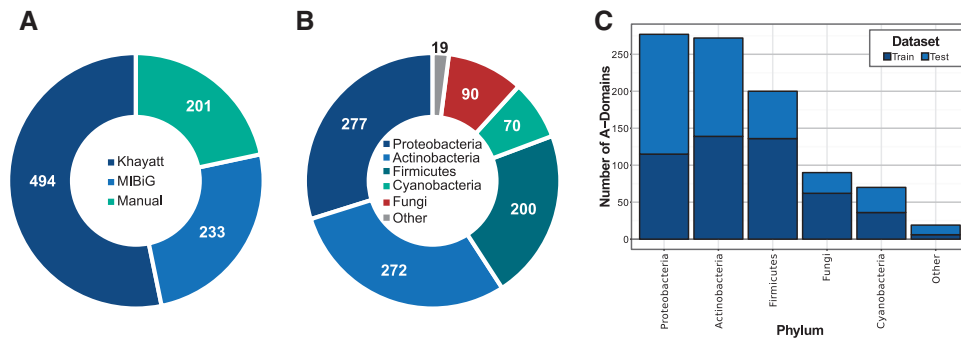 A
494
201
233
Khayatt
MIBiG
Manual
B
19
90
277
70
200
272
Proteobacteria
Actinobacteria
Firmicutes
Cyanobacteria
Fungi
Other
C
Number of A−Domains
250
200
150
100
50
0
Dataset
Train Test
Proteobacteria
Actinobacteria
Firmicutes
Fungi
Cyanobacteria
Other
Phylum